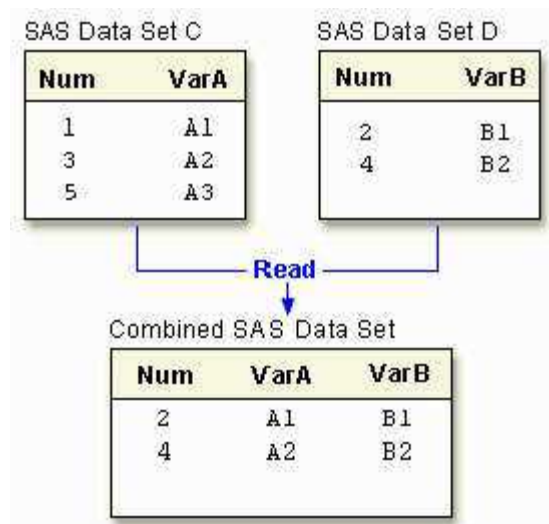 SAS Data Set C
Num VarA
1 A1
3 A2
5 A3
SAS Data Set D
Num VarB
2 B1
4 B2
Read
Combined SAS Data Set
Num VarA VarB
2 A1 B1
4 A2 B2